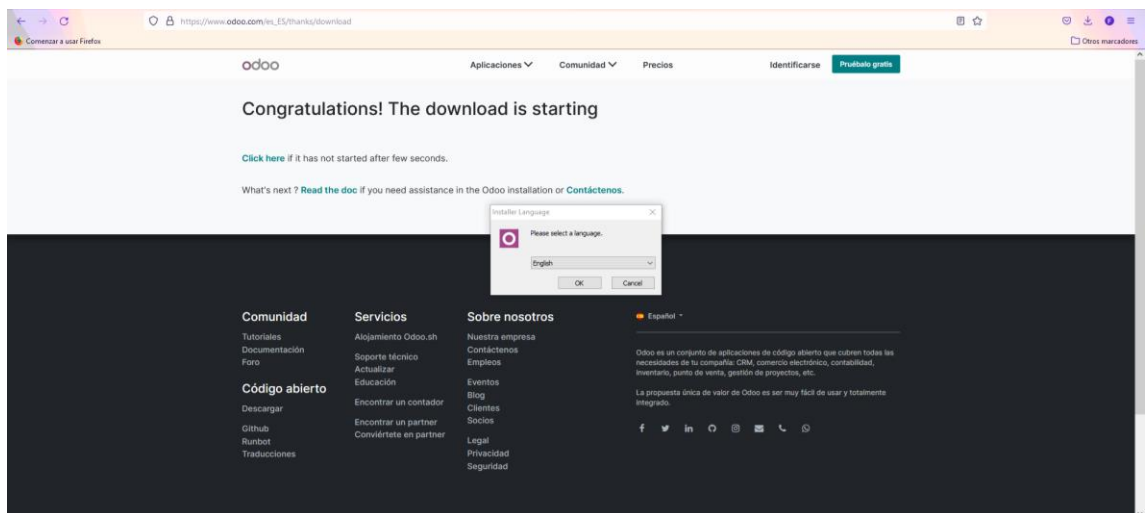 https://www.odoo.com/es_ES/thanks/download
Comenzar a usar Firefox
Otros marcadores
odoo
Aplicaciones
Comunidad
Precios
Identificarse
Pruébalo gratis
Congratulations! The download is starting
Click here if it has not started after few seconds.
What's next ? Read the doc if you need assistance in the Odoo installation or Contáctenos.
Installer Language
Please select a language.
English
OK
Cancel
Comunidad
Tutoriales
Documentación
Foro
Código abierto
Descargar
Github
Runbot
Traducciones
Servicios
Alojamiento Odoo.sh
Soporte técnico
Actualizar
Educación
Encontrar un contador
Encontrar un partner
Conviértete en partner
Sobre nosotros
Nuestra empresa
Contáctenos
Empleos
Eventos
Blog
Clientes
Socios
Legal
Privacidad
Seguridad
Español
Odoo es un conjunto de aplicaciones de código abierto que cubren todas las
necesidades de tu compañía: CRM, comercio electrónico, contabilidad,
inventario, punto de venta, gestión de proyectos, etc.
La propuesta única de valor de Odoo es ser muy fácil de usar y totalmente
integrado.